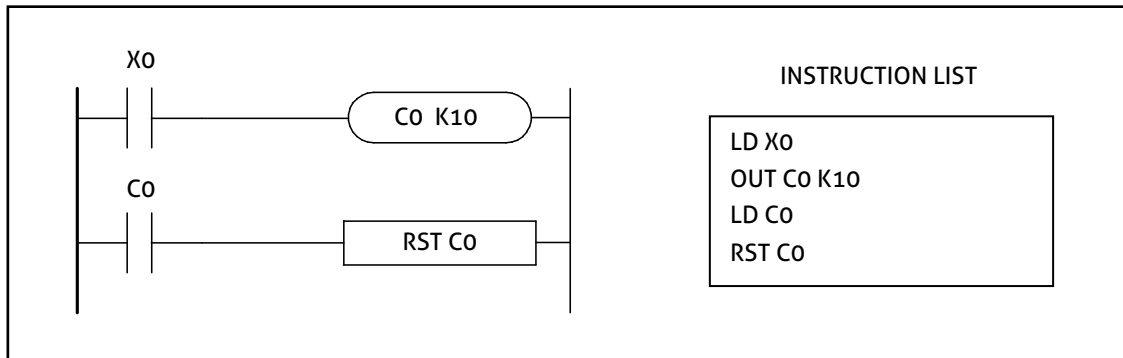 X0
C0 K10
C0
RST C0
INSTRUCTION LIST
LD X0
OUT C0 K10
LD C0
RST C0